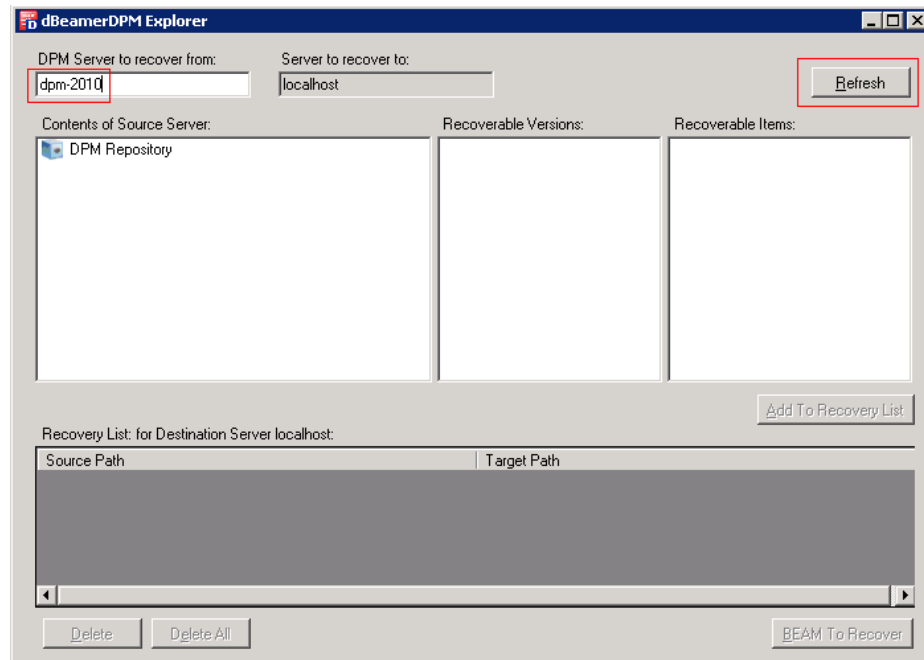 dBeamerDPM Explorer
DPM Server to recover from: Server to recover to:
dpm-2010 localhost Refresh
Contents of Source Server: Recoverable Versions: Recoverable Items:
DPM Repository
Add To Recovery List
Recovery List: for Destination Server localhost:
Source Path Target Path
Delete Delete All BEAM To Recover